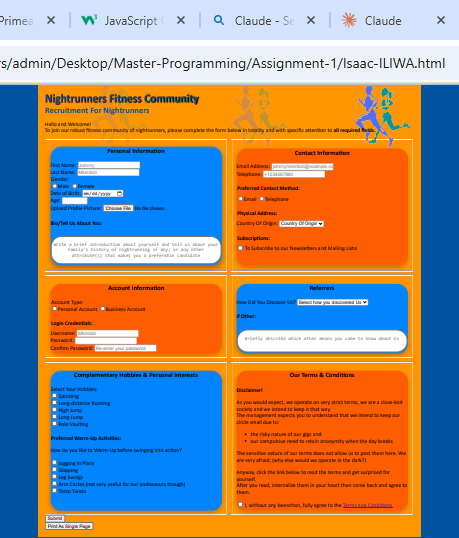 Primea
JavaScript
Claude - Se
Claude
s/admin/Desktop/Master-Programming/Assignment-1/Isaac-ILIWA.html
Nightrunners Fitness Community
Recruitment For Nightrunners
Hello and Welcome!
To join our robust fitness community of nightrunners, please complete the form below in totality and with specific attention to all required fields.
Personal Information
First Name: Johnny
Last Name: Msimbai
Gender:
Male Female
Date of Birth: mm/dd/yyyy
Age:
Upload Profile Picture: Choose File No file chosen
Bio/Tell Us About You:
Write a brief introduction about yourself and tell us about your
family's history of nightrunning if any; or any other
attribute(s) that makes you a preferable candidate
Contact Information
Email Address:
Telephone: +1234567890
Preferred Contact Method:
Email Telephone
Physical Address:
Country Of Origin: Country Of Origin
Subscriptions:
To Subscribe to our Newsletters and Mailing Lists!
Account Information
Account Type:
Personal Account Business Account
Login Credentials:
Username: Msimbai
Password:
Confirm Password: Re-enter your password
Referrers
How Did You Discover Us? Select how you discovered Us
If Other:
Briefly describe which other means you came to know about Us
Complementary Hobbies & Personal Interests
Select Your Hobbies:
Sprinting
Long-distance Running
High Jump
Long Jump
Pole Vaulting
Preferred Warm-Up Activities:
How do you like to Warm-Up before swinging into action?
Jogging in Place
Skipping
Leg Swings
Arm Circles (not very useful for our endeavours though)
Torso Twists
Our Terms & Conditions
Disclaimer!
As you would expect, we operate on very strict terms, we are a close-knit
society and we intend to keep it that way.
The management expects you to understand that we intend to keep our
circle small due to:
the risky nature of our gigs and
our compulsive need to retain anonymity when the day breaks
The sensitive nature of our terms does not allow us to post them here. We
are very afraid; (why else would we operate in the dark?)
Anyway, click the link below to read the terms and get surprised for
yourself.
After you read, internalize them in your heart then come back and agree to
them.
I, without any kweschon, fully agree to the Terms and Conditions.
Submit
Print As Single Page